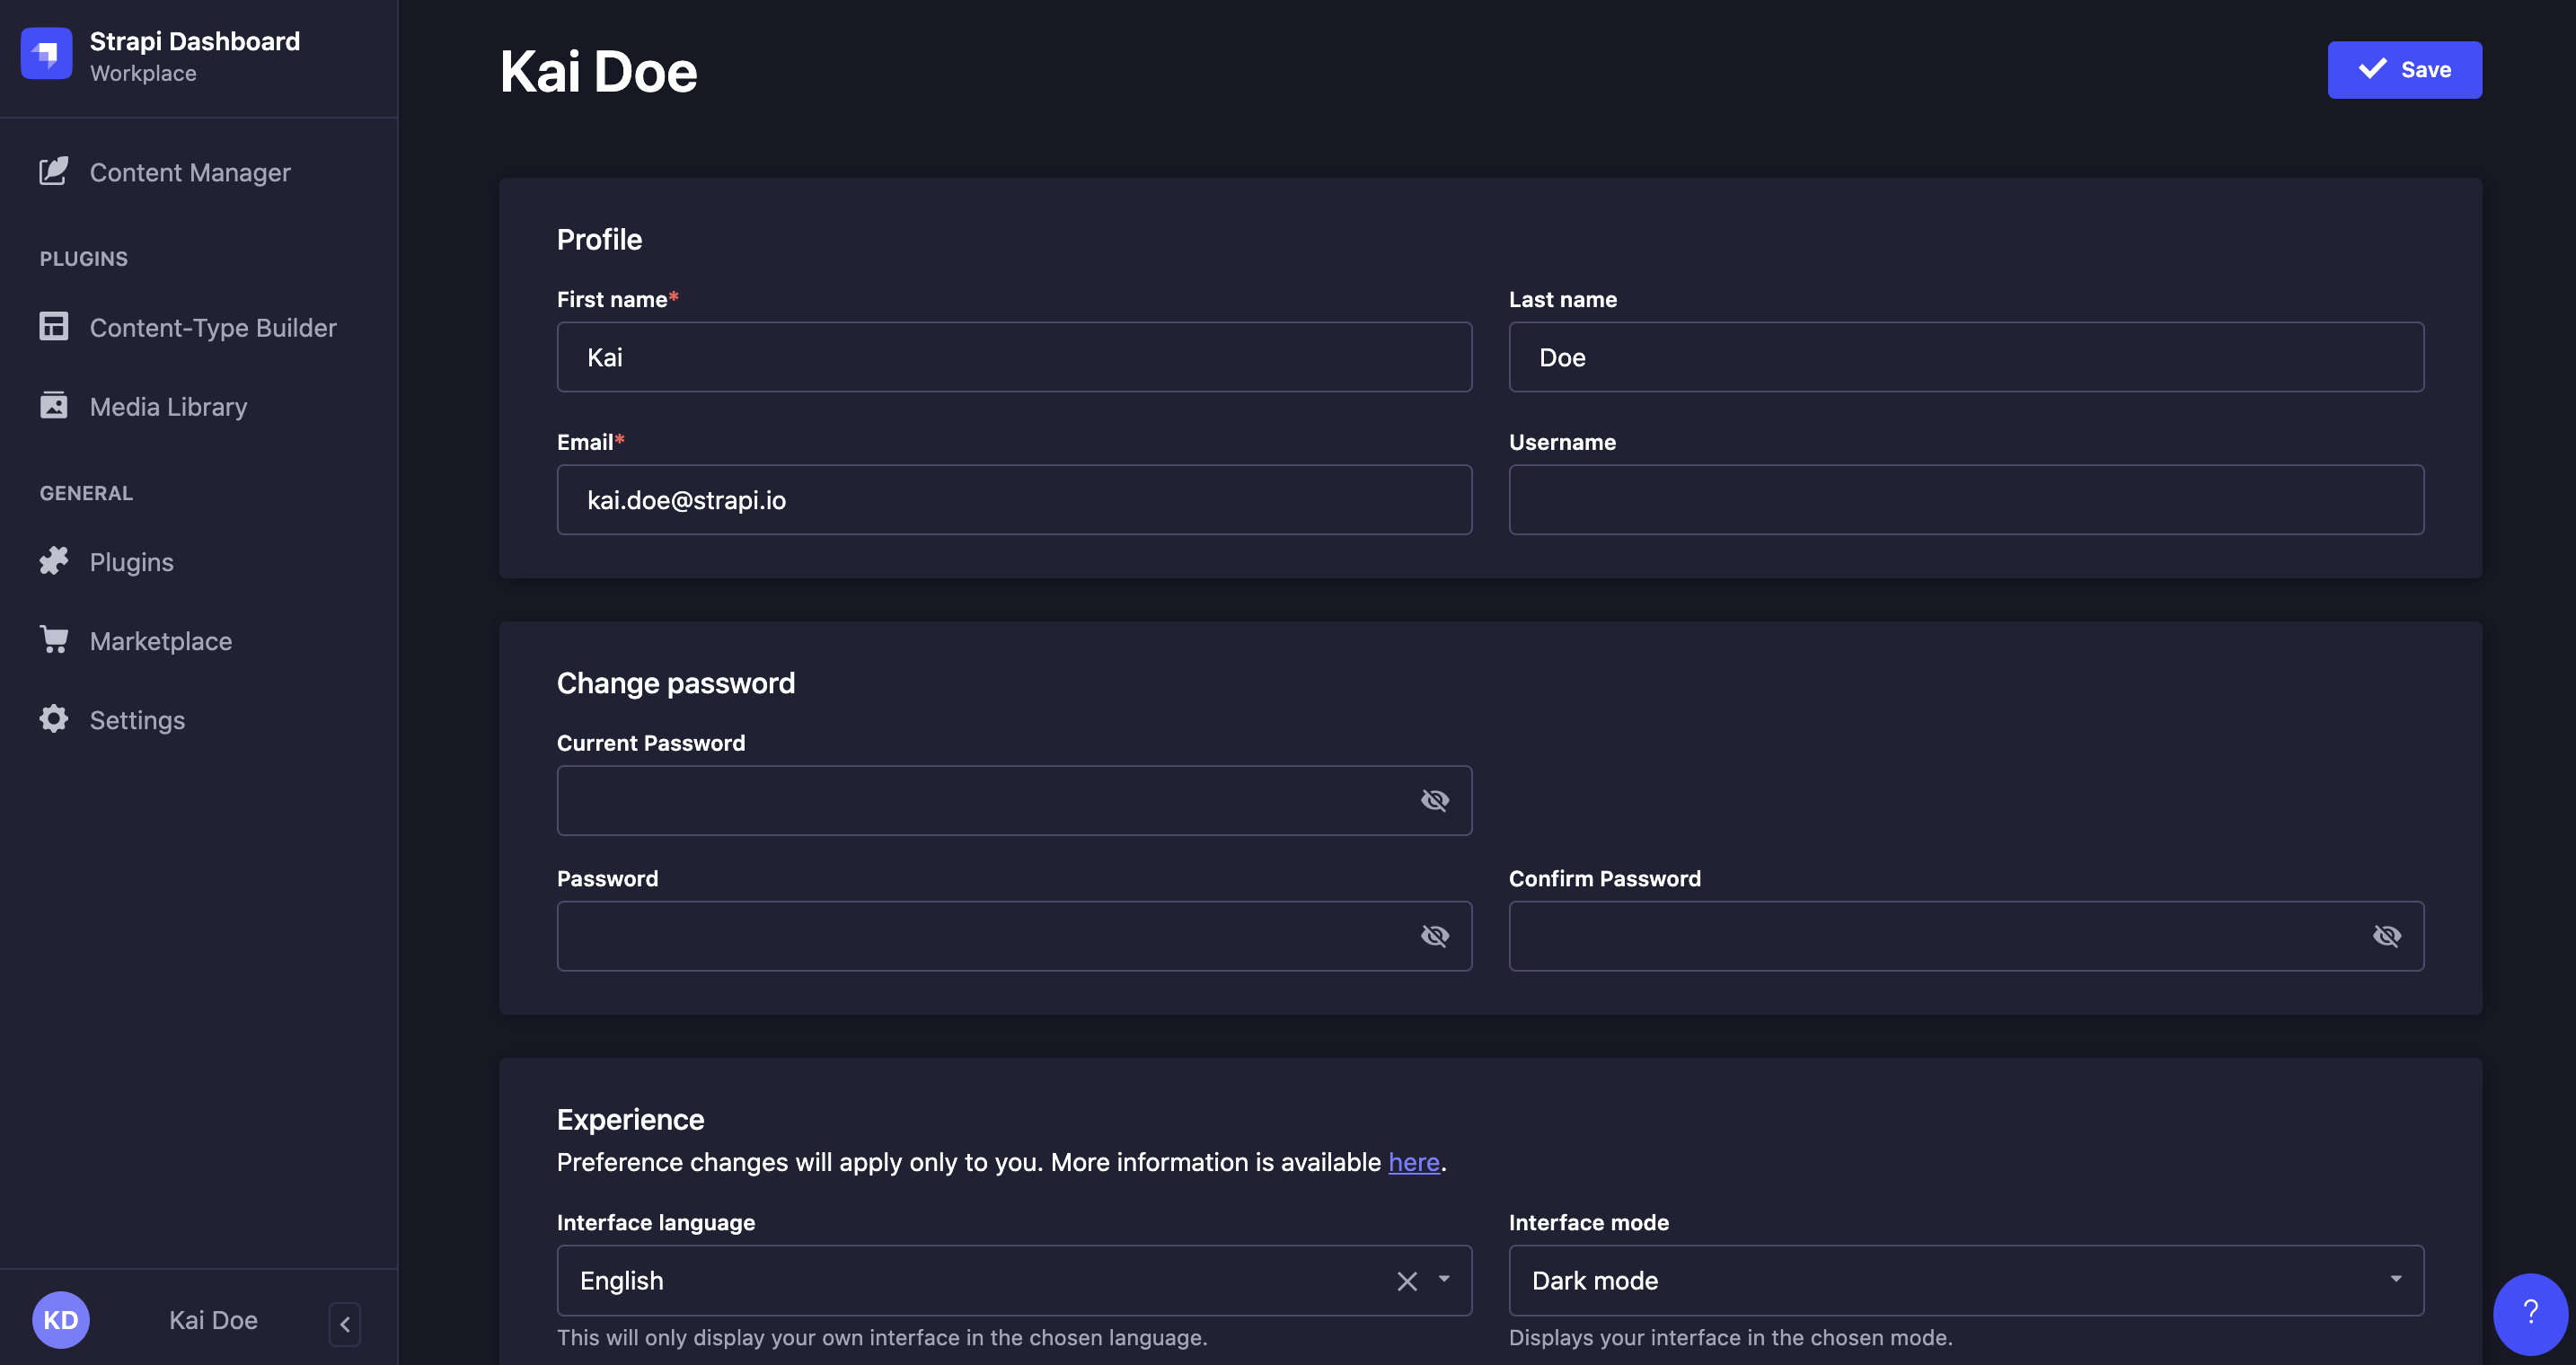 Strapi Dashboard
Workplace
Content Manager
PLUGINS
Content-Type Builder
Media Library
GENERAL
Plugins
Marketplace
Settings
KD
Kai Doe
Kai Doe
Save
Profile
First name*
Kai
Last name
Doe
Email*
kai.doe@strapi.io
Username
Change password
Current Password
Password
Confirm Password
Experience
Preference changes will apply only to you. More information is available here.
Interface language
English
This will only display your own interface in the chosen language.
Interface mode
Dark mode
Displays your interface in the chosen mode.
?